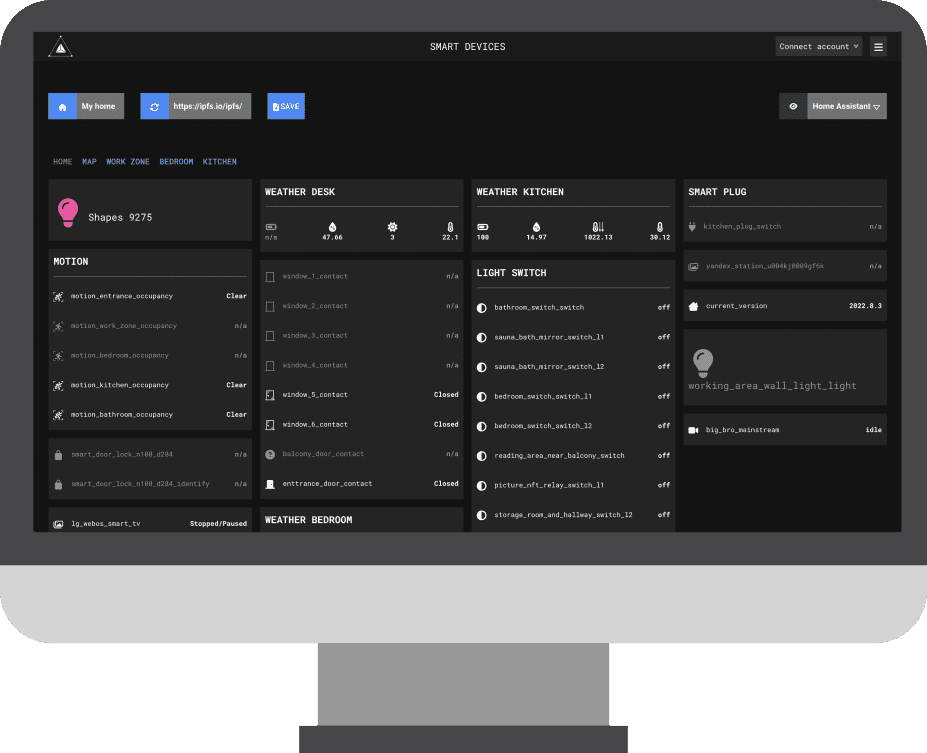 SMART DEVICES
Connect account
My home
https://ipfs.io/ipfs/
SAVE
Home Assistant
HOME MAP WORK ZONE BEDROOM KITCHEN
Shapes 9275
MOTION
motion_entrance_occupancy Clear
motion_work_zone_occupancy n/a
motion_bedroom_occupancy n/a
motion_kitchen_occupancy Clear
motion_bathroom_occupancy Clear
smart_door_lock_n100_d284 n/a
smart_door_lock_n100_d284_identify n/a
lg_webos_smart_tv Stopped/Paused
WEATHER DESK
n/a 47.66 3 22.1
window_1_contact n/a
window_2_contact n/a
window_3_contact n/a
window_4_contact n/a
window_5_contact Closed
window_6_contact Closed
balcony_door_contact n/a
enttrance_door_contact Closed
WEATHER BEDROOM
WEATHER KITCHEN
100 14.97 1022.13 30.12
LIGHT SWITCH
bathroom_switch_switch off
sauna_bath_mirror_switch_l1 off
sauna_bath_mirror_switch_l2 off
bedroom_switch_switch_l1 off
bedroom_switch_switch_l2 off
reading_area_near_balcony_switch off
picture_nft_relay_switch_l1 off
storage_room_and_hallway_switch_l2 off
SMART PLUG
kitchen_plug_switch n/a
yandex_station_u004kj0009gf6k n/a
current_version 2022.8.3
working_area_wall_light_light
big_bro_mainstream idle